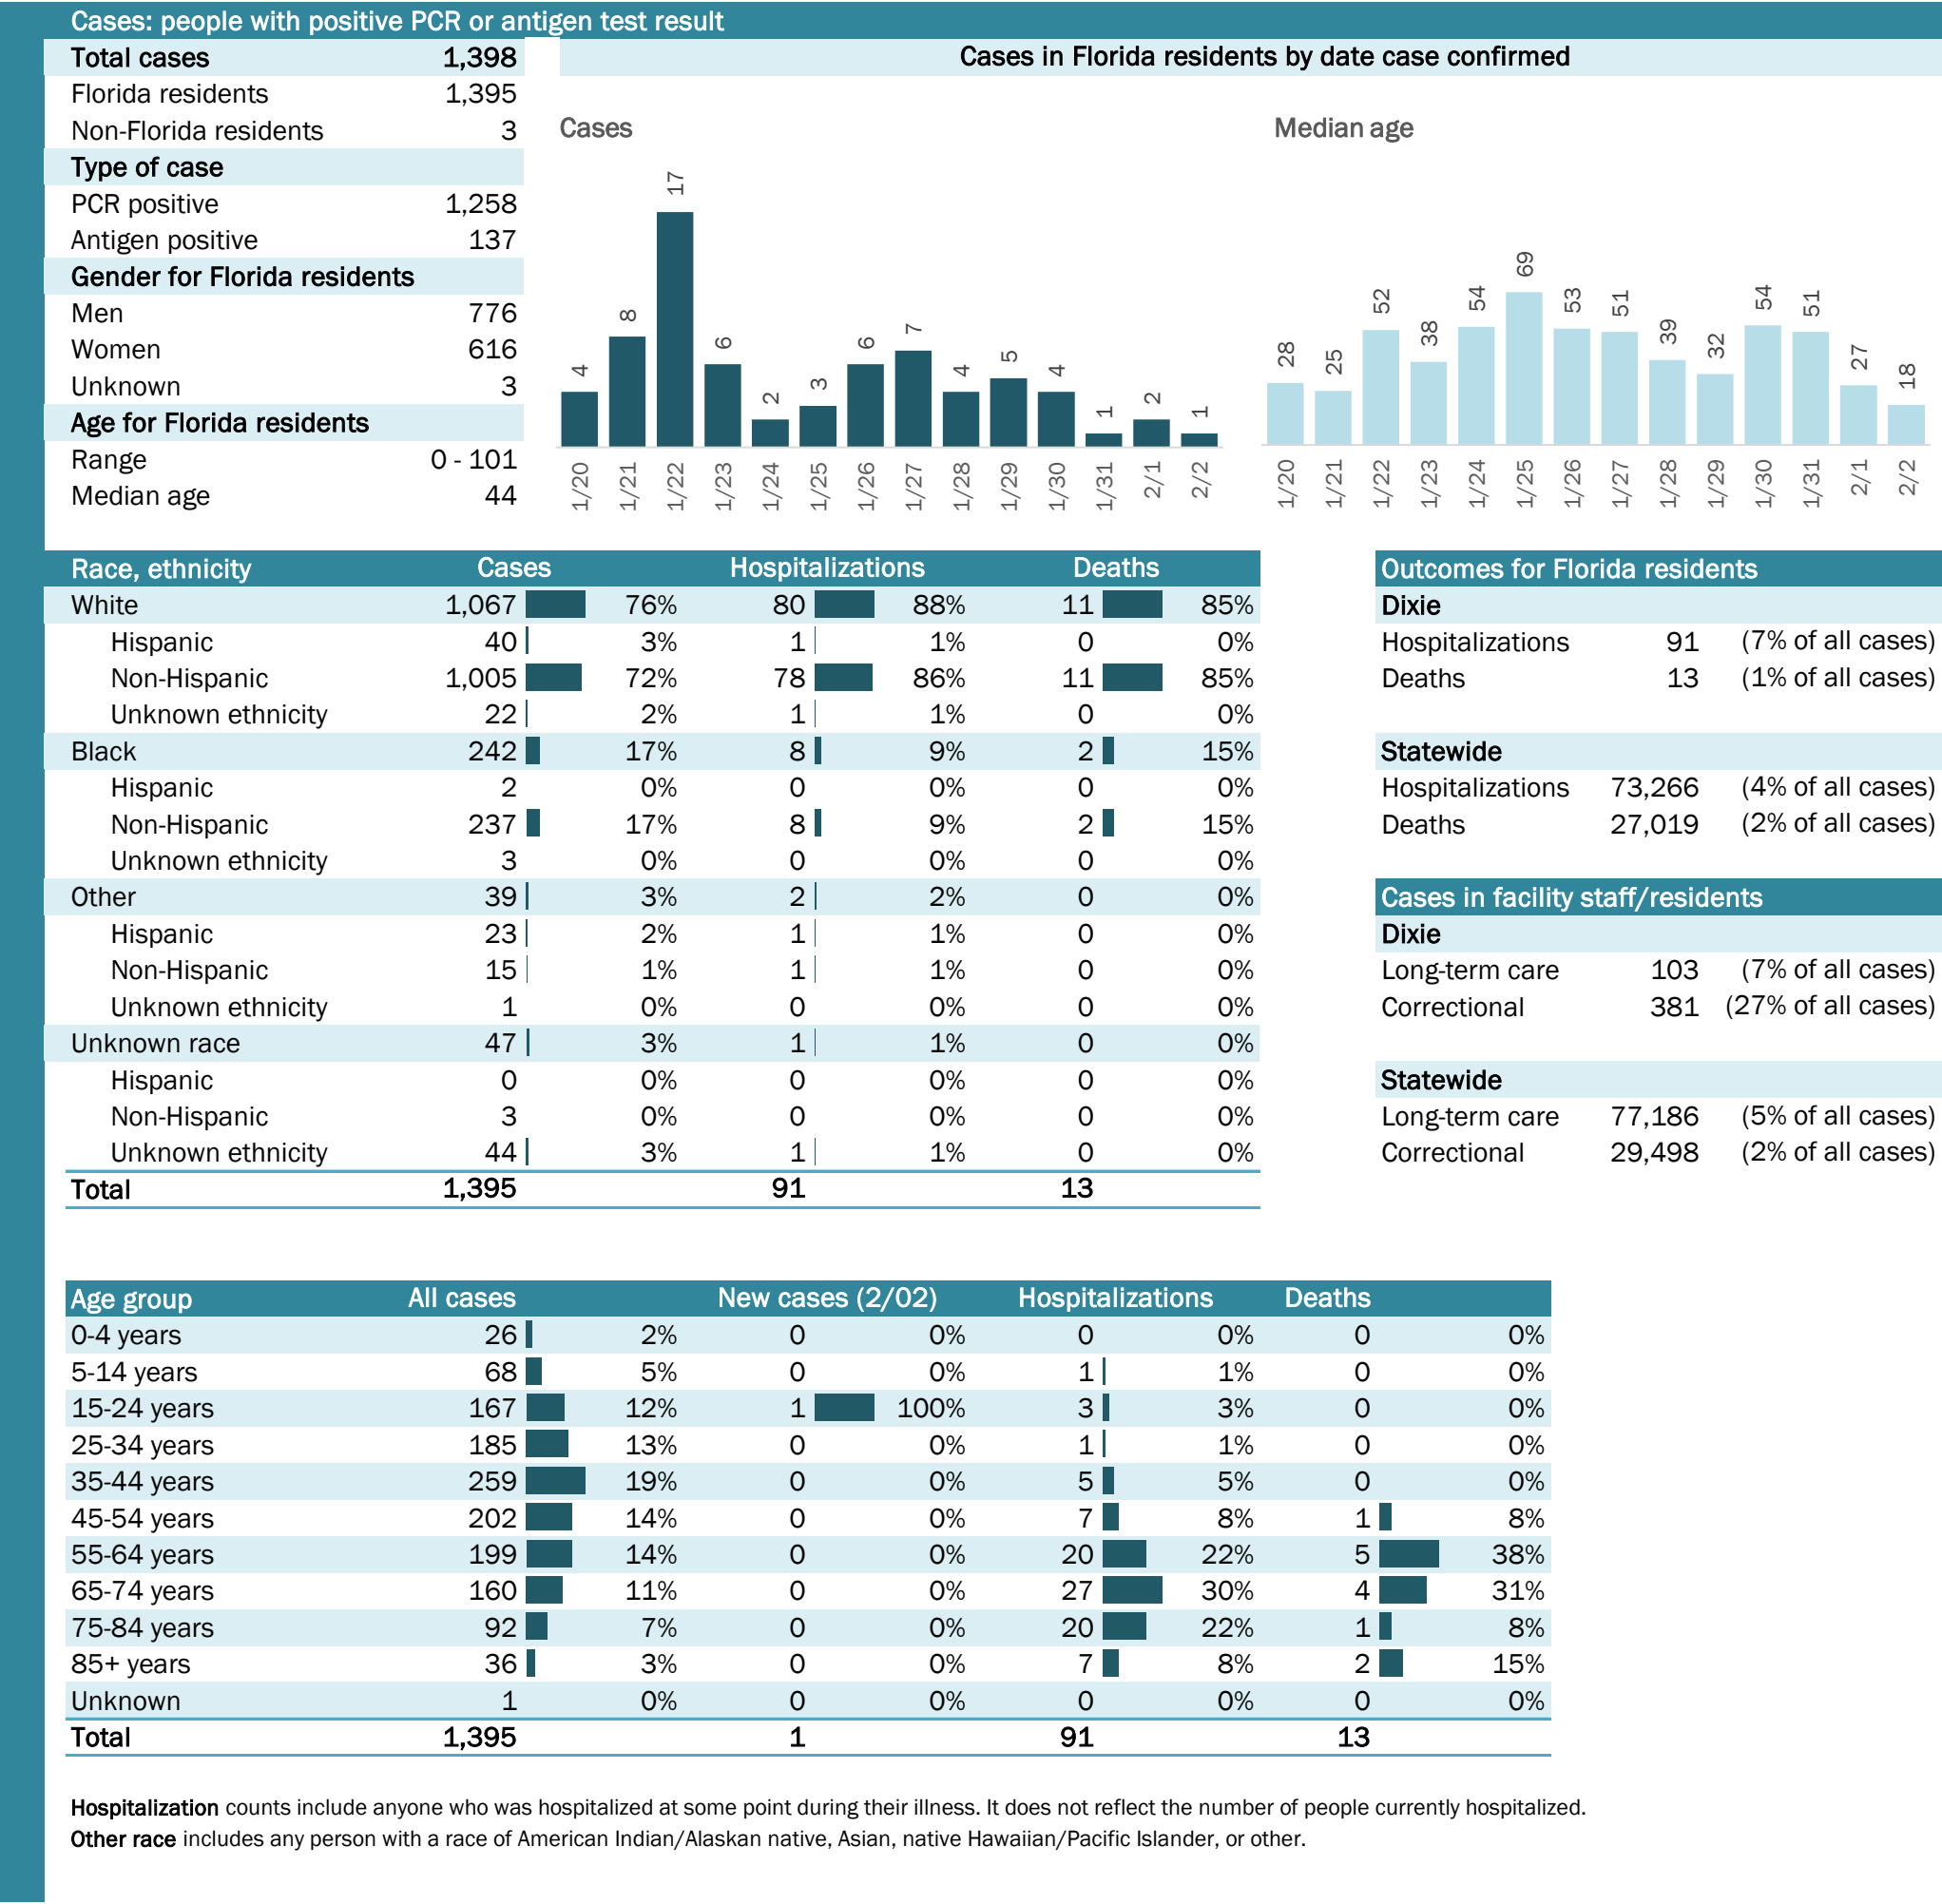 Cases: people with positive PCR or antigen test result
Total cases 1,398
Florida residents 1,395
Non-Florida residents 3
Type of case
PCR positive 1,258
Antigen positive 137
Gender for Florida residents
Men 776
Women 616
Unknown 3
Age for Florida residents
Range 0 - 101
Median age 44
Cases in Florida residents by date case confirmed
Cases
4 8 17 6 2 3 6 7 4 5 4 1 2 1
1/20 1/21 1/22 1/23 1/24 1/25 1/26 1/27 1/28 1/29 1/30 1/31 2/1 2/2
Median age
28 25 52 38 54 69 53 51 39 32 54 51 27 18
1/20 1/21 1/22 1/23 1/24 1/25 1/26 1/27 1/28 1/29 1/30 1/31 2/1 2/2
Race, ethnicity Cases Hospitalizations Deaths
White 1,067 76% 80 88% 11 85%
Hispanic 40 3% 1 1% 0 0%
Non-Hispanic 1,005 72% 78 86% 11 85%
Unknown ethnicity 22 2% 1 1% 0 0%
Black 242 17% 8 9% 2 15%
Hispanic 2 0% 0 0% 0 0%
Non-Hispanic 237 17% 8 9% 2 15%
Unknown ethnicity 3 0% 0 0% 0 0%
Other 39 3% 2 2% 0 0%
Hispanic 23 2% 1 1% 0 0%
Non-Hispanic 15 1% 1 1% 0 0%
Unknown ethnicity 1 0% 0 0% 0 0%
Unknown race 47 3% 1 1% 0 0%
Hispanic 0 0% 0 0% 0 0%
Non-Hispanic 3 0% 0 0% 0 0%
Unknown ethnicity 44 3% 1 1% 0 0%
Total 1,395 91 13
Outcomes for Florida residents
Dixie
Hospitalizations 91 (7% of all cases)
Deaths 13 (1% of all cases)
Statewide
Hospitalizations 73,266 (4% of all cases)
Deaths 27,019 (2% of all cases)
Cases in facility staff/residents
Dixie
Long-term care 103 (7% of all cases)
Correctional 381 (27% of all cases)
Statewide
Long-term care 77,186 (5% of all cases)
Correctional 29,498 (2% of all cases)
Age group All cases New cases (2/02) Hospitalizations Deaths
0-4 years 26 2% 0 0% 0 0% 0 0%
5-14 years 68 5% 0 0% 1 1% 0 0%
15-24 years 167 12% 1 100% 3 3% 0 0%
25-34 years 185 13% 0 0% 1 1% 0 0%
35-44 years 259 19% 0 0% 5 5% 0 0%
45-54 years 202 14% 0 0% 7 8% 1 8%
55-64 years 199 14% 0 0% 20 22% 5 38%
65-74 years 160 11% 0 0% 27 30% 4 31%
75-84 years 92 7% 0 0% 20 22% 1 8%
85+ years 36 3% 0 0% 7 8% 2 15%
Unknown 1 0% 0 0% 0 0% 0 0%
Total 1,395 1 91 13
Hospitalization counts include anyone who was hospitalized at some point during their illness. It does not reflect the number of people currently hospitalized.
Other race includes any person with a race of American Indian/Alaskan native, Asian, native Hawaiian/Pacific Islander, or other.